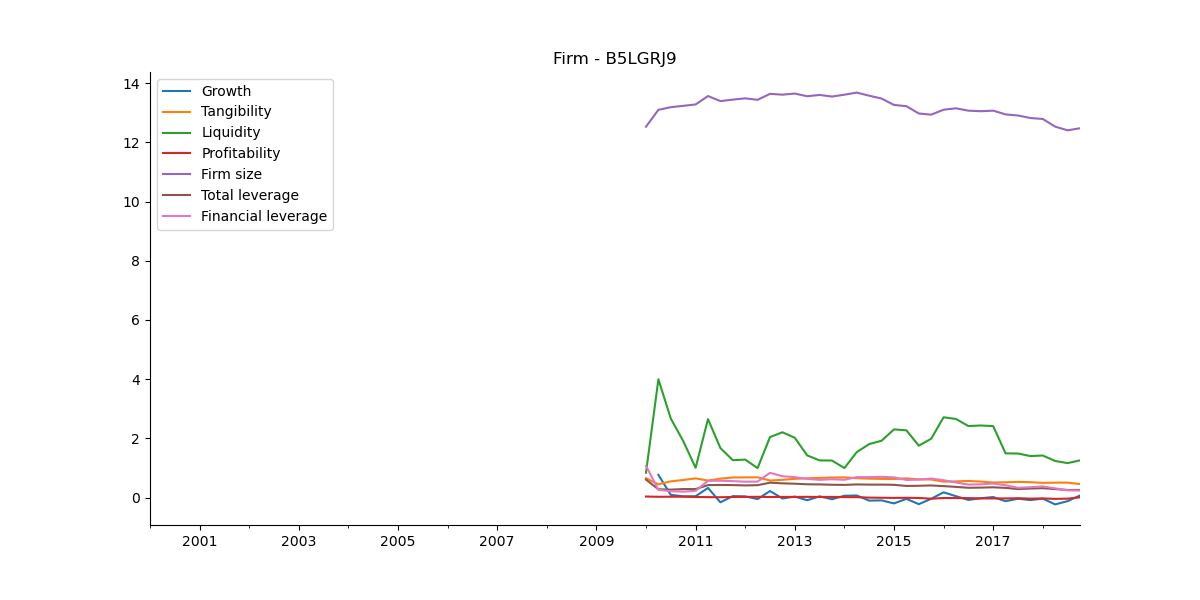 Firm - B5LGRJ9
14
12
10
8
6
4
2
0
Growth
Tangibility
Liquidity
Profitability
Firm size
Total leverage
Financial leverage
2001 2003 2005 2007 2009 2011 2013 2015 2017